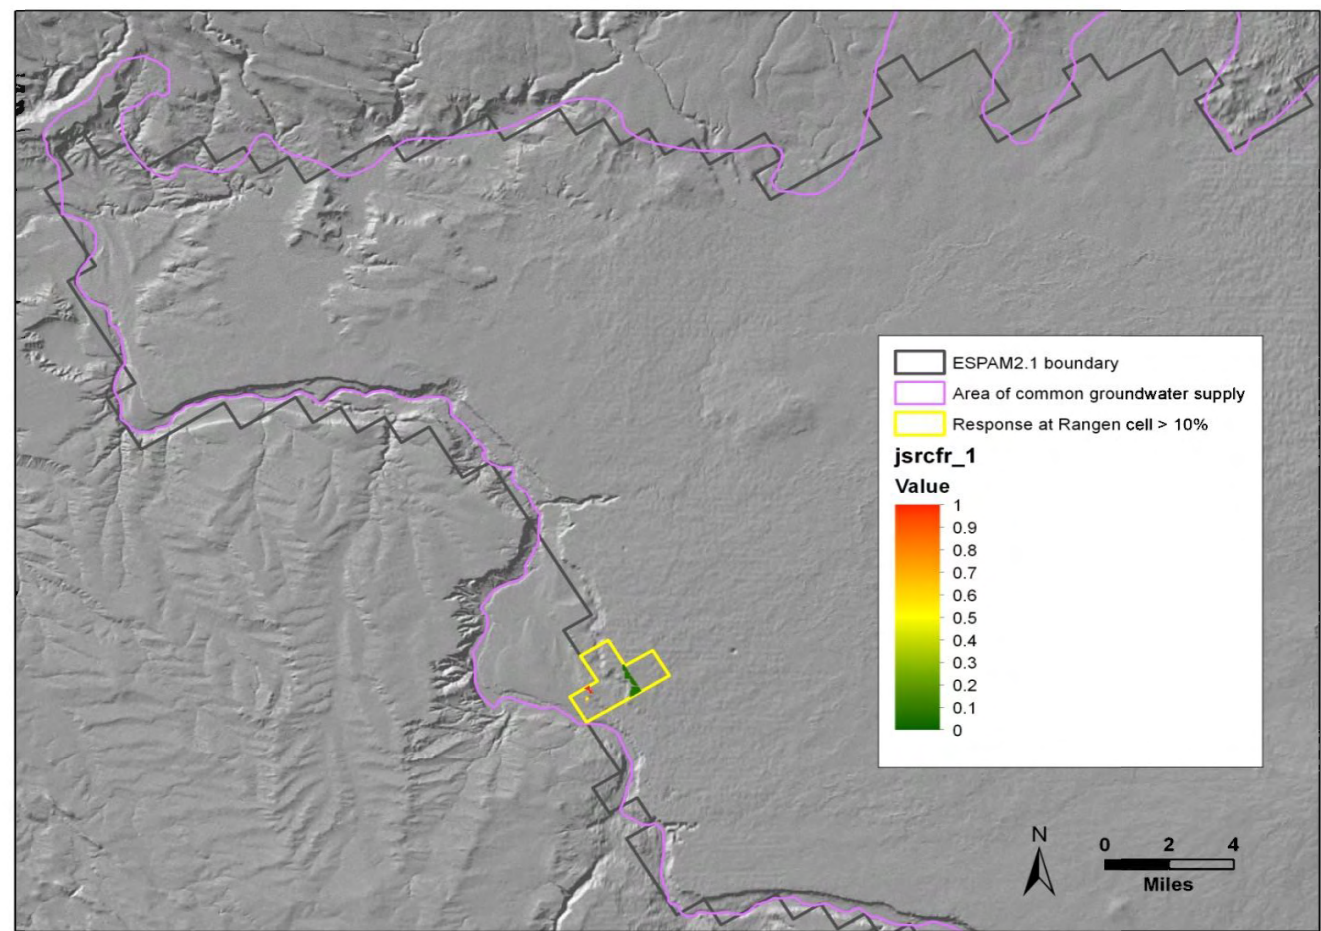 ESPAM2.1 boundary
Area of common groundwater supply
Response at Rangen cell > 10%
jsrcfr_1
Value
1
0.9
0.8
0.7
0.6
0.5
0.4
0.3
0.2
0.1
0
N
0 2 4
Miles